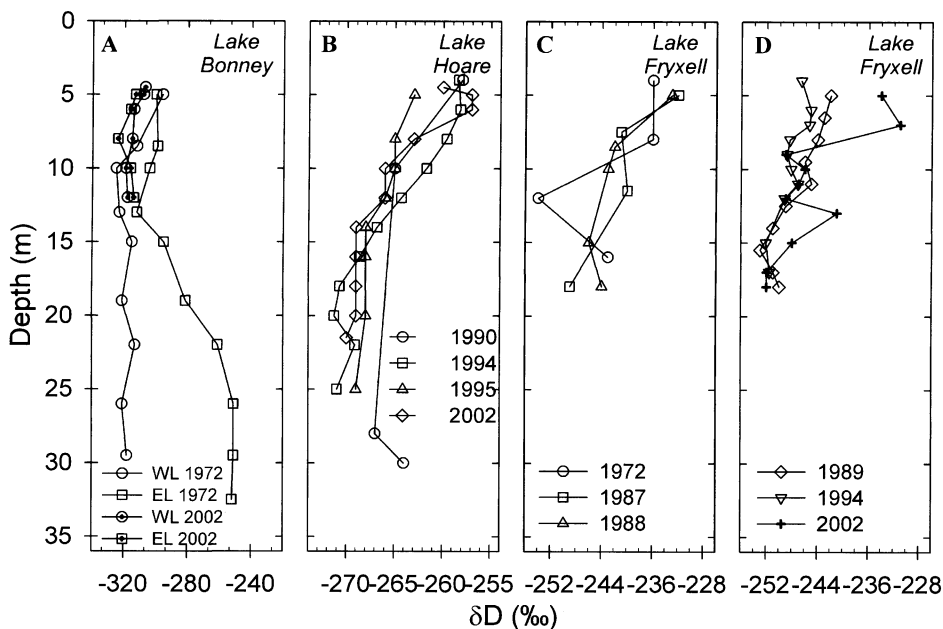 A
Lake
Bonney
B
Lake
Hoare
C
Lake
Fryxell
D
Lake
Fryxell
0
5
10
15
20
25
30
35
Depth (m)
WL 1972
EL 1972
WL 2002
EL 2002
1990
1994
1995
2002
1972
1987
1988
1989
1994
2002
-320 -280 -240
-270 -265 -260 -255
-252 -244 -236 -228
-252 -244 -236 -228
δD (‰)